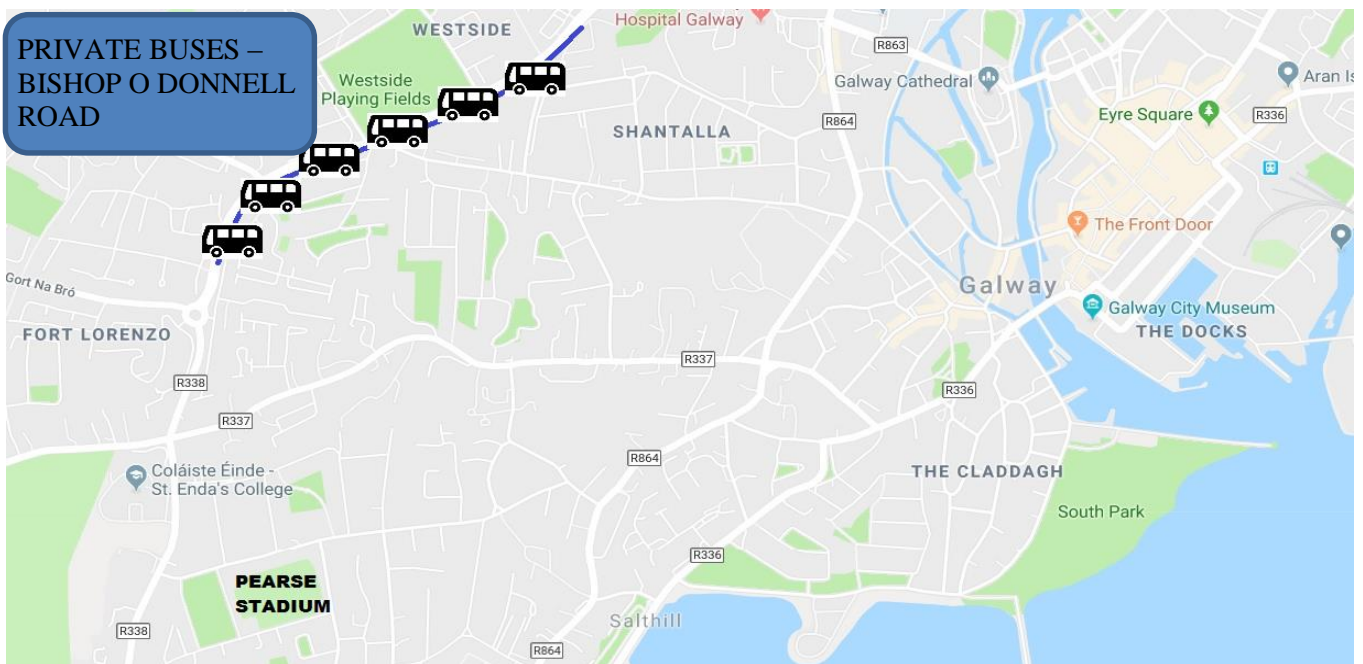 PRIVATE BUSES –
BISHOP O DONNELL
ROAD
WESTSIDE
Hospital Galway
R863
Galway Cathedral
Aran Is
Westside
Playing Fields
Eyre Square
R336
R864
SHANTALLA
The Front Door
Gort Na Bró
Galway
Galway City Museum
THE DOCKS
FORT LORENZO
R337
R338
R336
R337
R864
Coláiste Éinde -
St. Enda's College
THE CLADDAGH
South Park
R336
PEARSE
STADIUM
Salthill
R338
R864